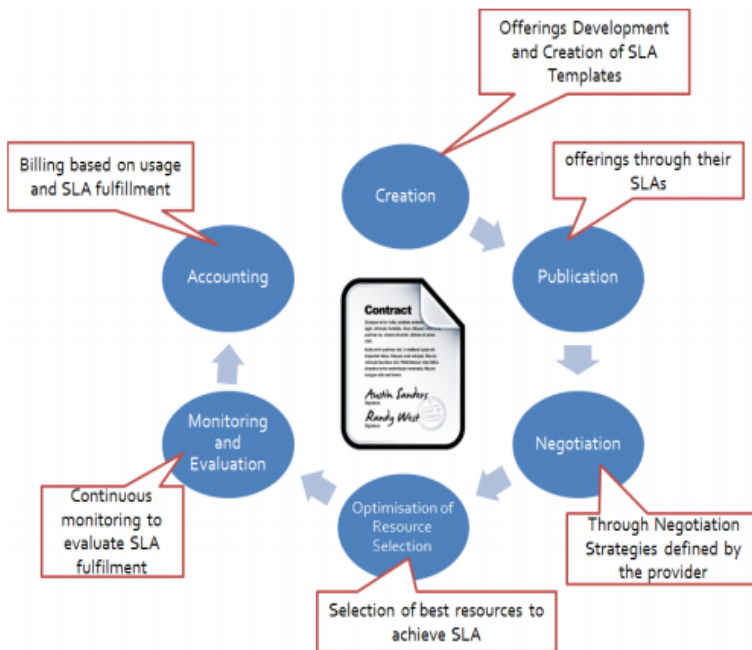 Offerings Development
and Creation of SLA
Templates
Billing based on usage
and SLA fulfillment
Creation
offerings through their
SLAs
Accounting
Publication
Contract
Austin Sanders
Randy West
Monitoring
and
Evaluation
Negotiation
Continuous
monitoring to
evaluate SLA
fulfilment
Optimisation of
Resource
Selection
Through Negotiation
Strategies defined by
the provider
Selection of best resources to
achieve SLA